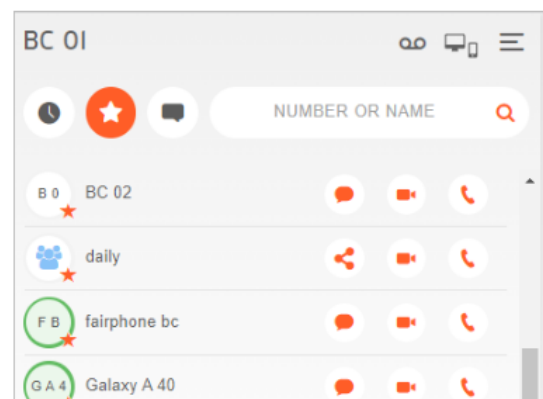 BC 01
NUMBER OR NAME
B 0 BC 02
daily
F B fairphone bc
G A 4 Galaxy A 40